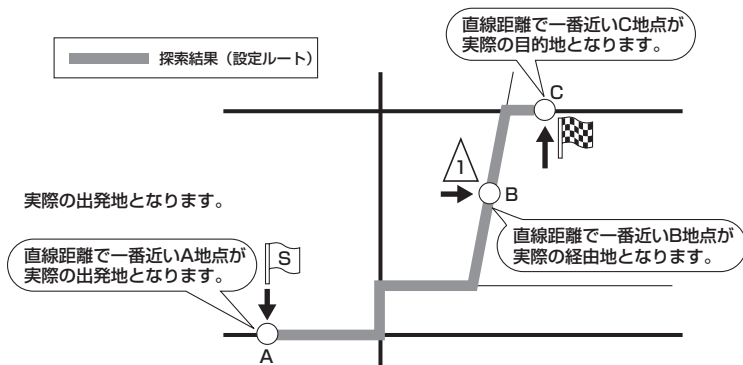 直線距離で一番近いC地点が
実際の目的地となります。
探索結果（設定ルート）
C
1
B
実際の出発地となります。
直線距離で一番近いB地点が
実際の経由地となります。
直線距離で一番近いA地点が
実際の出発地となります。
S
A